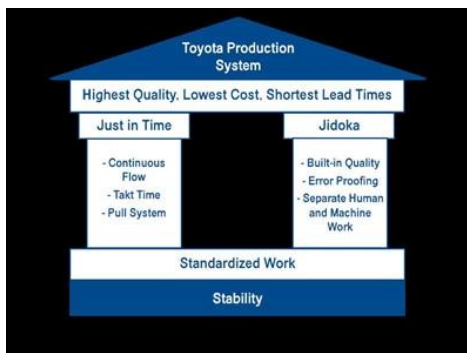 Toyota Production
System
Highest Quality, Lowest Cost, Shortest Lead Times
Just in Time
- Continuous
Flow
- Takt Time
- Pull System
Jidoka
- Built-in Quality
- Error Proofing
- Separate Human
and Machine
Work
Standardized Work
Stability